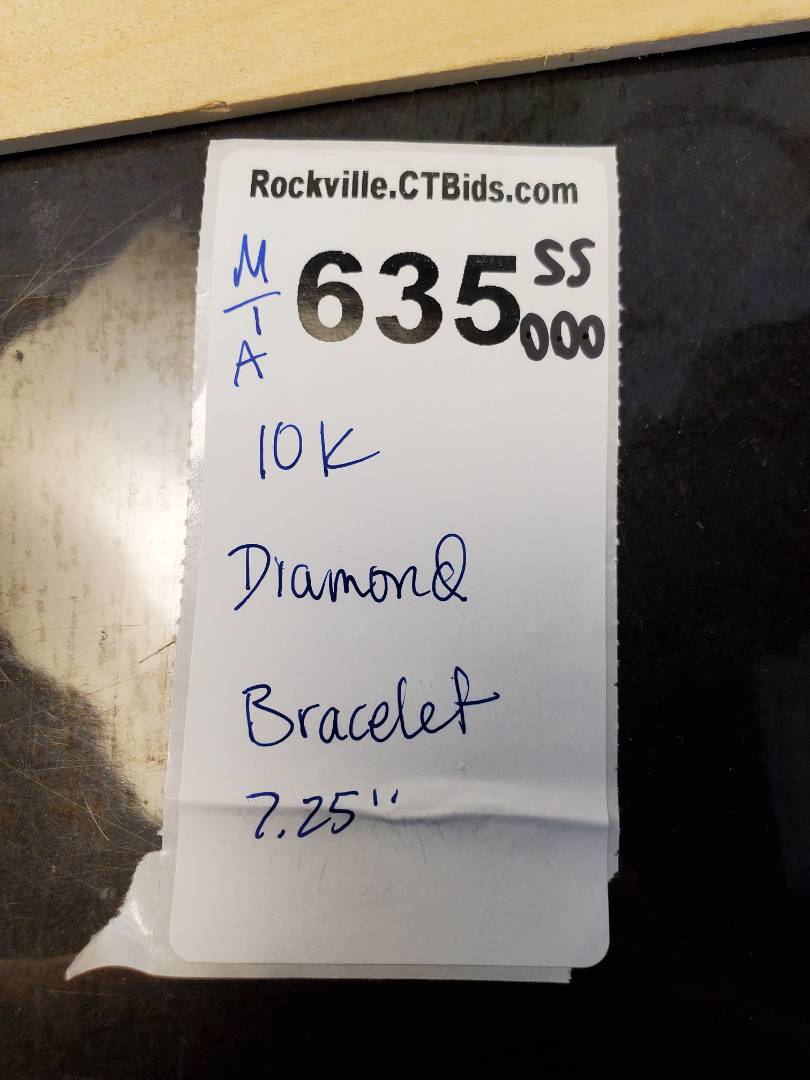 Rockville.CTBids.com
M
I
A
635
SS
000
10K
Diamond
Bracelet
7.25"